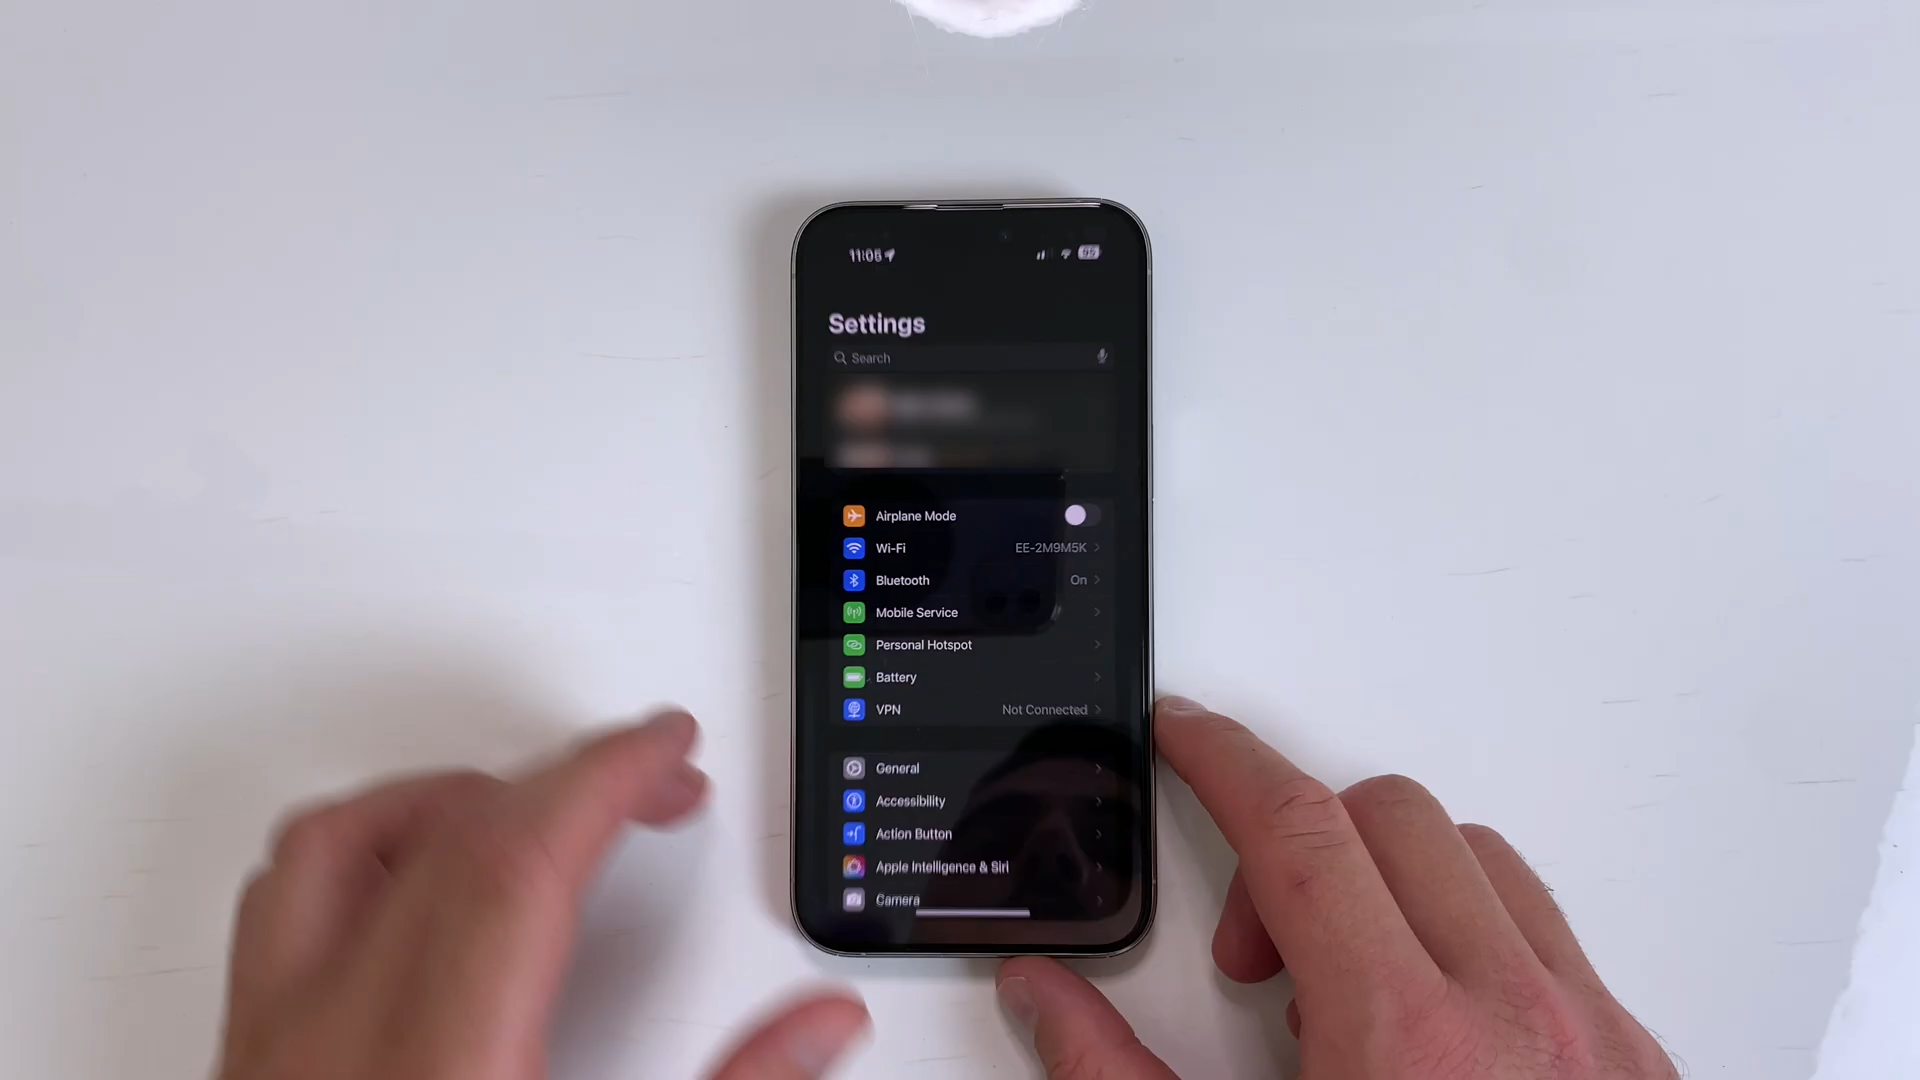 11:05
95
Settings
Search
Airplane Mode
Wi-Fi EE-2M9M5K
Bluetooth On
Mobile Service
Personal Hotspot
Battery
VPN Not Connected
General
Accessibility
Action Button
Apple Intelligence & Siri
Camera